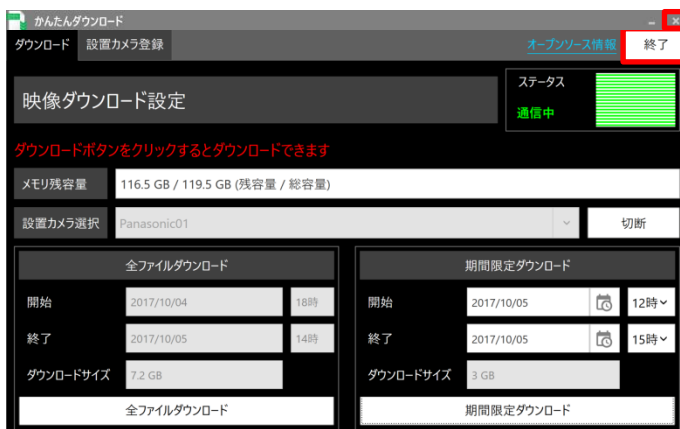 かんたんダウンロード
ダウンロード 設置カメラ登録 オープンソース情報 終了
映像ダウンロード設定
ステータス
通信中
ダウンロードボタンをクリックするとダウンロードできます
メモリ残容量 116.5 GB / 119.5 GB (残容量 / 総容量)
設置カメラ選択 Panasonic01 切断
全ファイルダウンロード 期間限定ダウンロード
開始 2017/10/04 18時 開始 2017/10/05 12時
終了 2017/10/05 14時 終了 2017/10/05 15時
ダウンロードサイズ 7.2 GB ダウンロードサイズ 3 GB
全ファイルダウンロード 期間限定ダウンロード